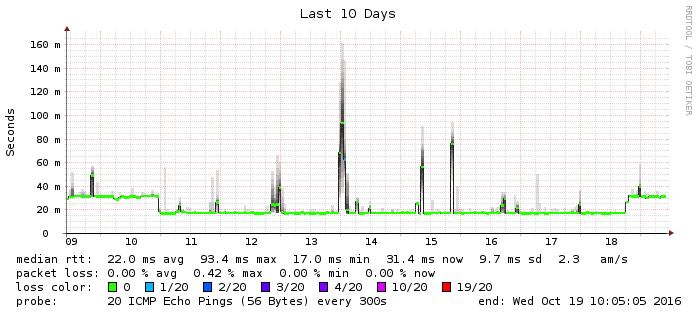 Last 10 Days
RRDTOOL / TOBI OETIKER
Seconds
160 m
140 m
120 m
100 m
80 m
60 m
40 m
20 m
0
09 10 11 12 13 14 15 16 17 18
median rtt: 22.0 ms avg 93.4 ms max 17.0 ms min 31.4 ms now 9.7 ms sd 2.3 am/s
packet loss: 0.00 % avg 0.42 % max 0.00 % min 0.00 % now
loss color: 0 1/20 2/20 3/20 4/20 10/20 19/20
probe: 20 ICMP Echo Pings (56 Bytes) every 300s end: Wed Oct 19 10:05:05 2016